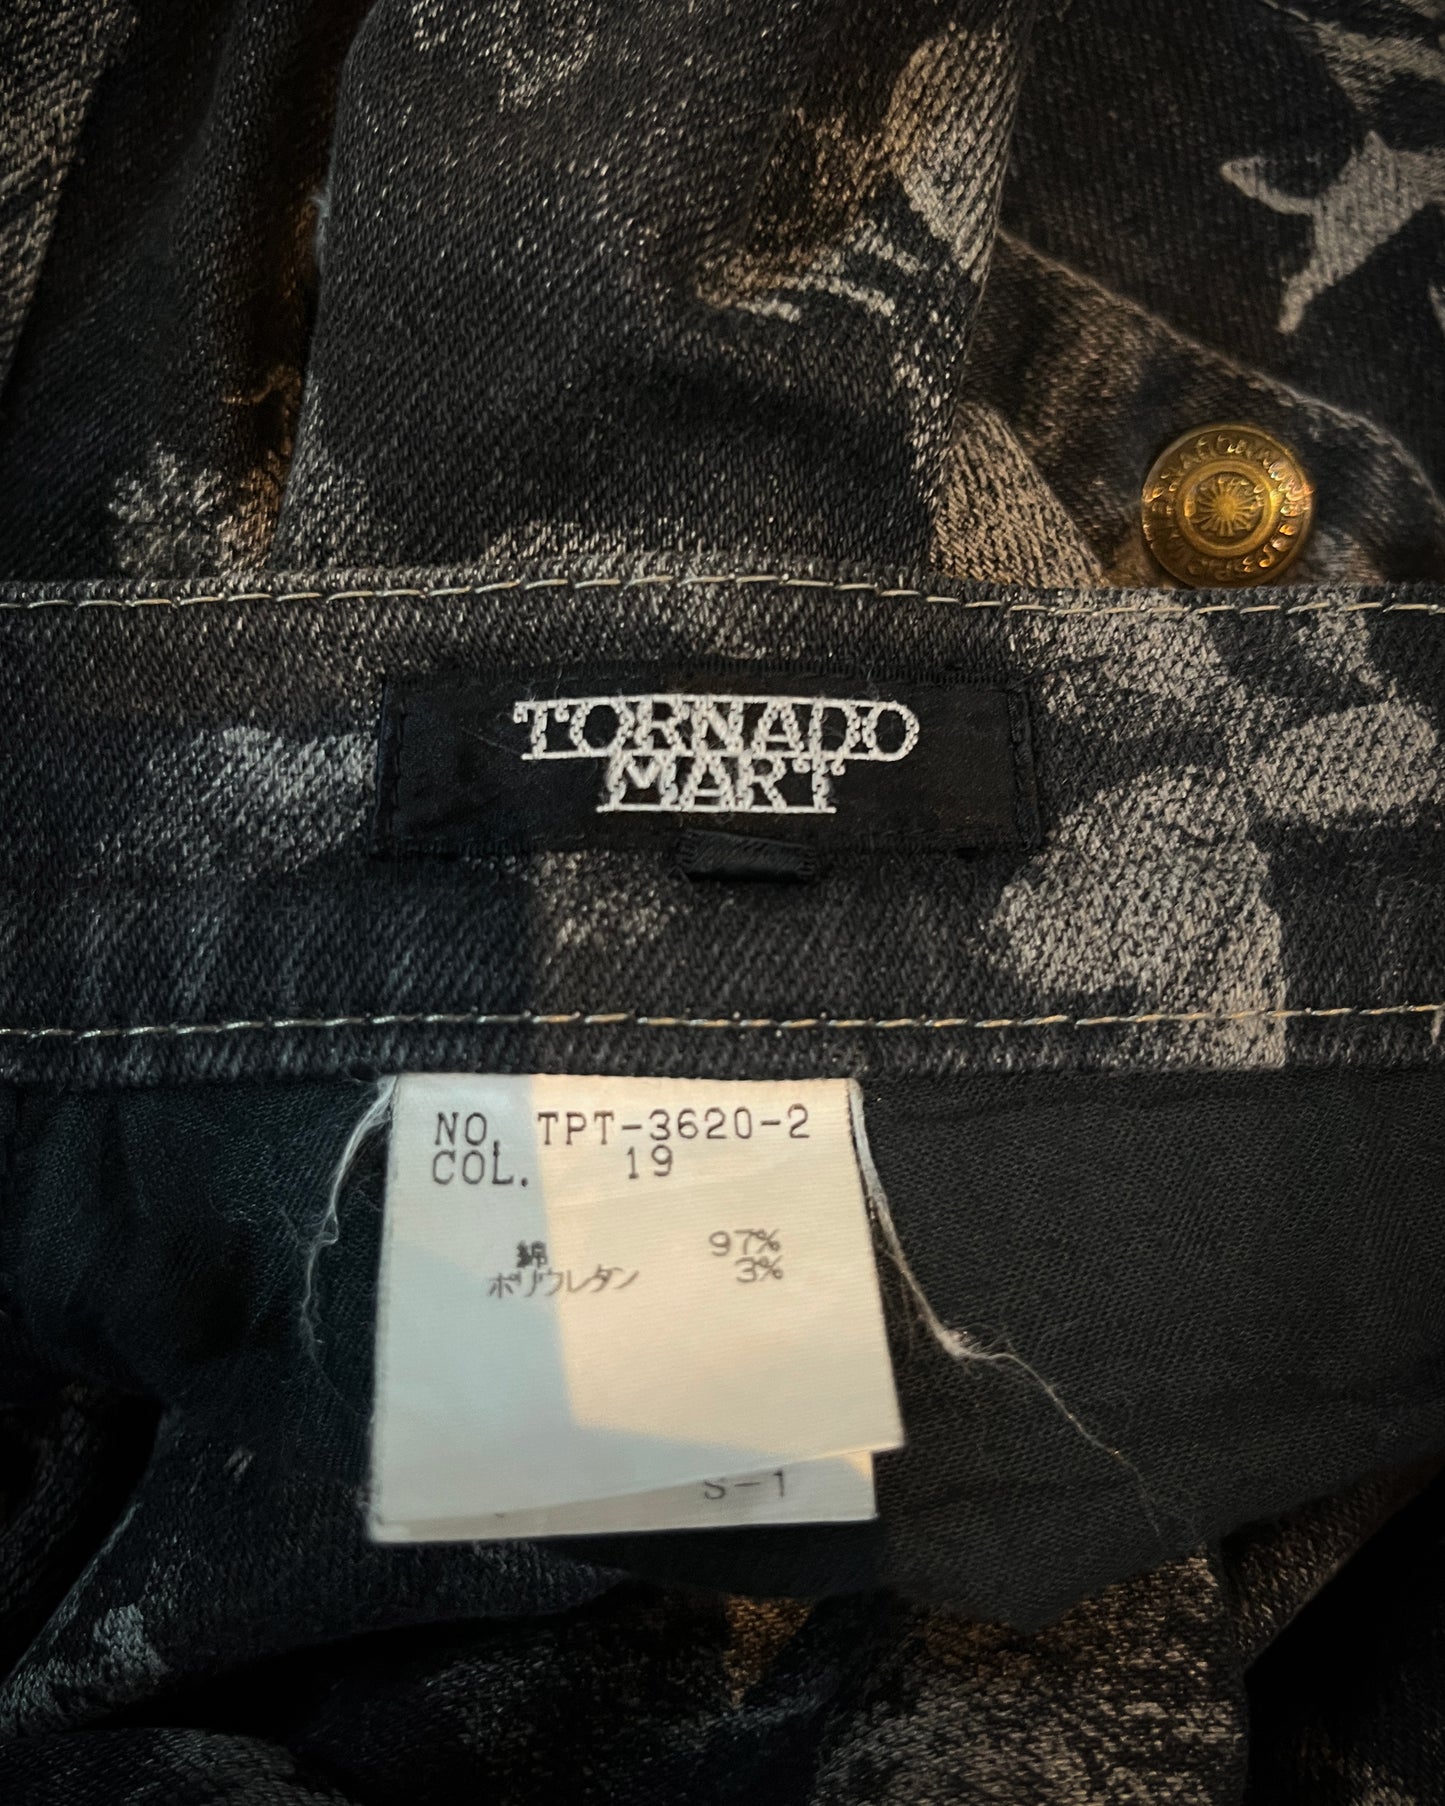 TORNADO
MART
NO. TPT-3620-2
COL. 19
綿 97%
ポリウレタン 3%
S-1